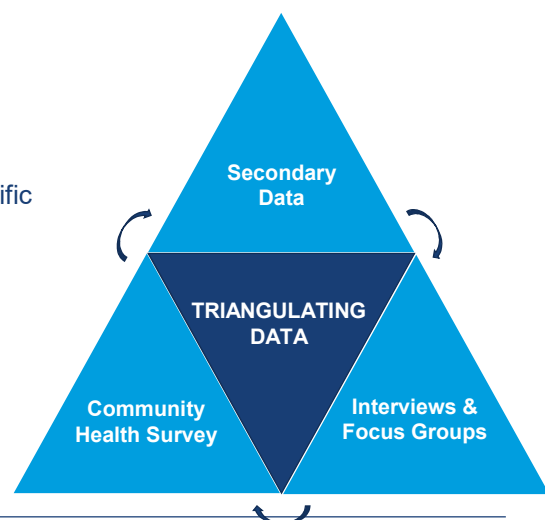 Secondary
Data
ific
TRIANGULATING
DATA
Community
Health Survey
Interviews &
Focus Groups